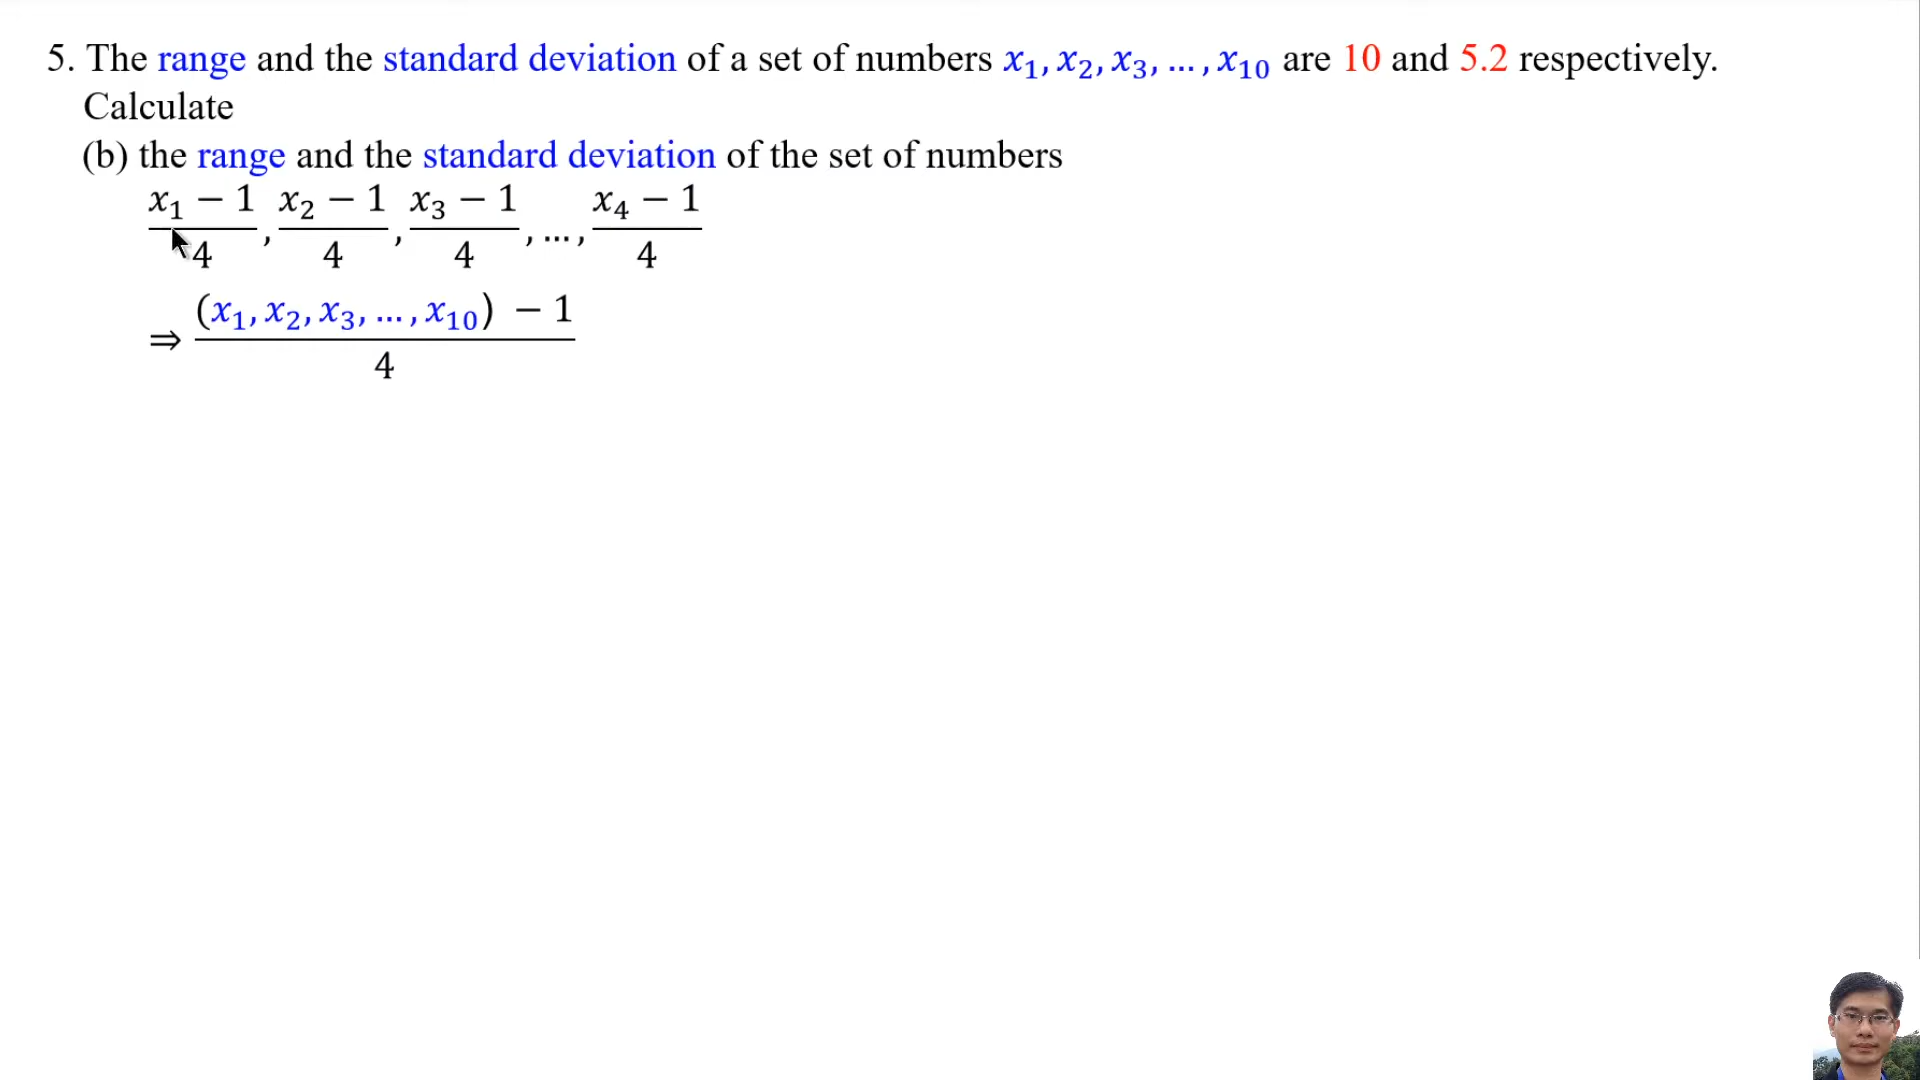 5. The range and the standard deviation of a set of numbers x₁, x₂, x₃, … , x₁₀ are 10 and 5.2 respectively.
Calculate
(b) the range and the standard deviation of the set of numbers
(x₁ − 1)/4, (x₂ − 1)/4, (x₃ − 1)/4, … , (x₄ − 1)/4
⇒ ((x₁, x₂, x₃, … , x₁₀) − 1)/4